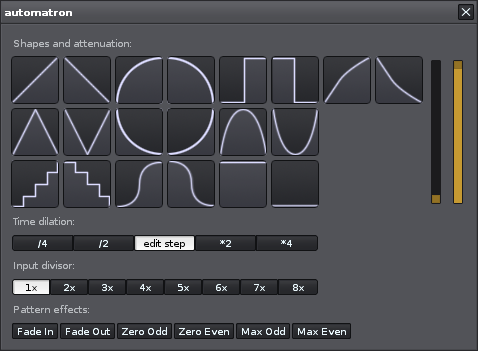 automatron
Shapes and attenuation:
Time dilation:
/4 /2 edit step *2 *4
Input divisor:
1x 2x 3x 4x 5x 6x 7x 8x
Pattern effects:
Fade In Fade Out Zero Odd Zero Even Max Odd Max Even